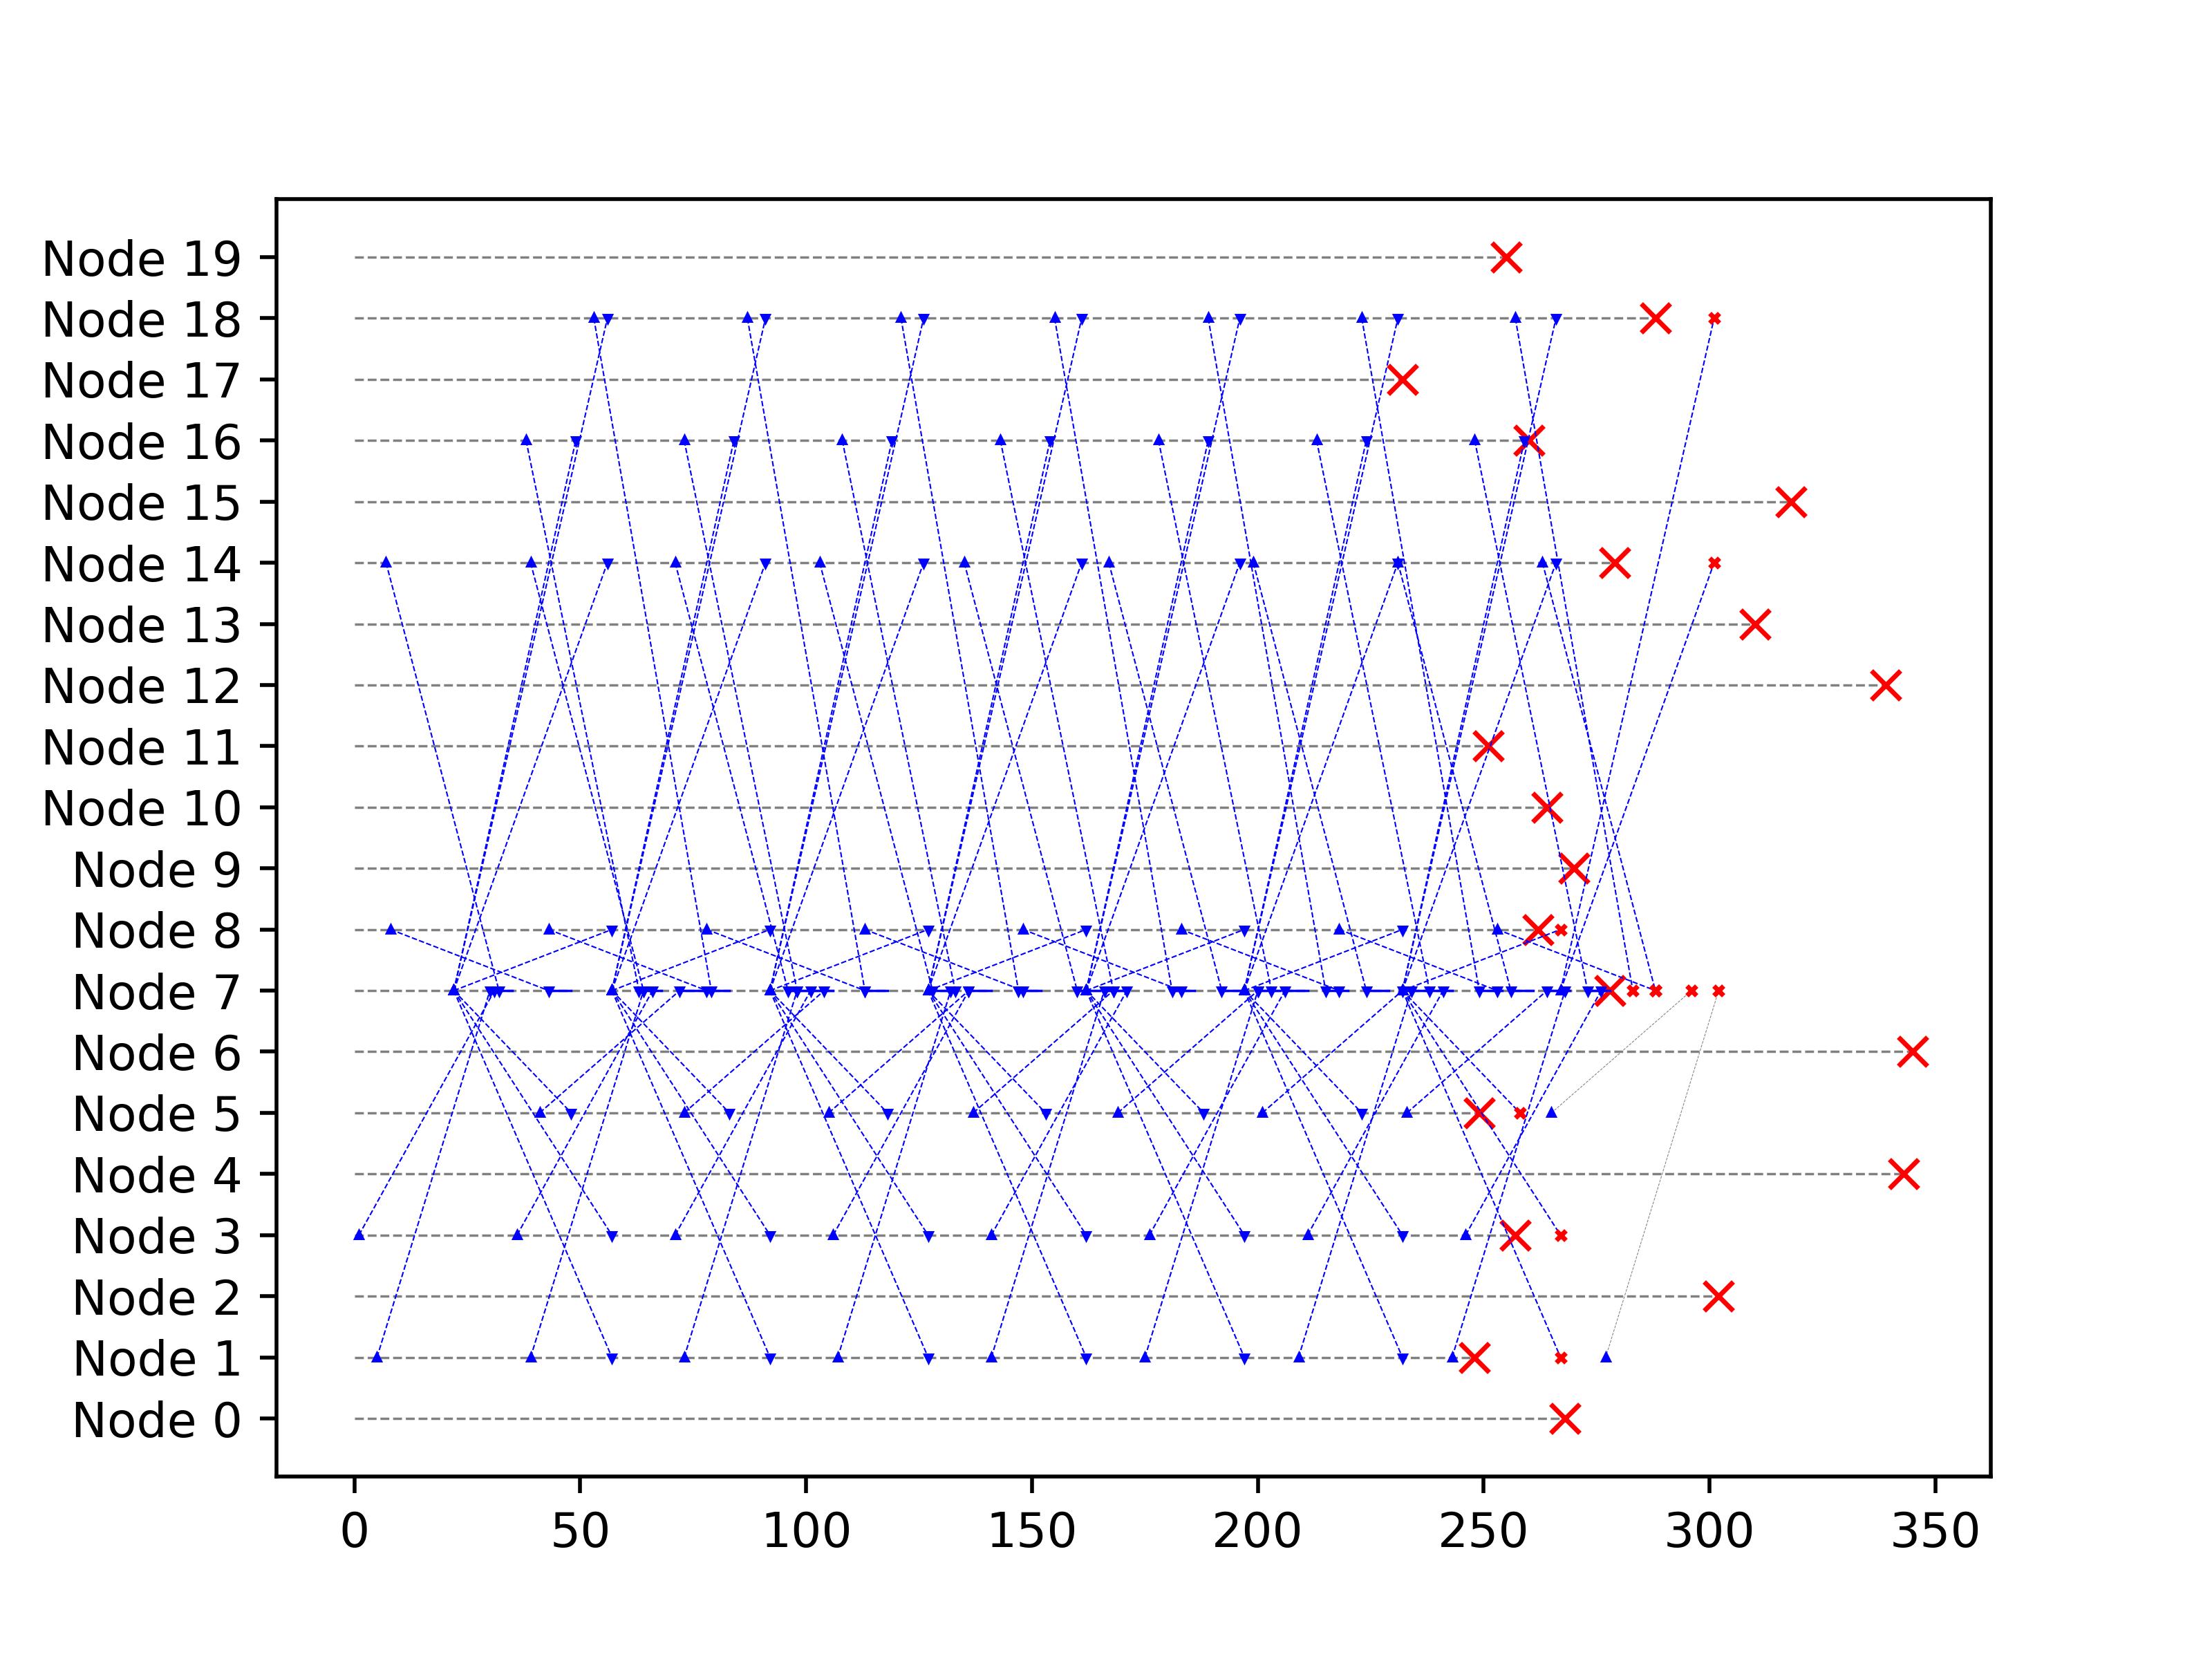 Node 19
Node 18
Node 17
Node 16
Node 15
Node 14
Node 13
Node 12
Node 11
Node 10
Node 9
Node 8
Node 7
Node 6
Node 5
Node 4
Node 3
Node 2
Node 1
Node 0
0 50 100 150 200 250 300 350